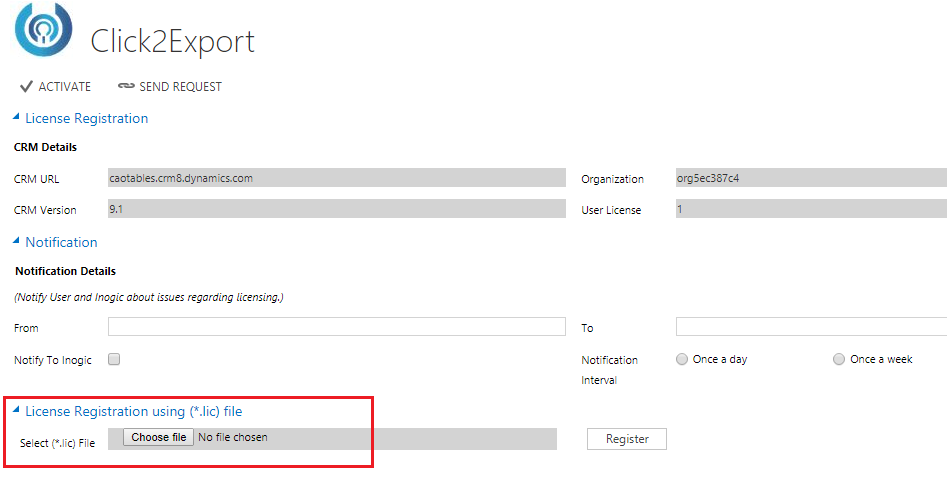 Click2Export
ACTIVATE SEND REQUEST
License Registration
CRM Details
CRM URL caotables.crm8.dynamics.com Organization org5ec387c4
CRM Version 9.1 User License 1
Notification
Notification Details
(Notify User and Inogic about issues regarding licensing.)
From To
Notify To Inogic Notification Interval Once a day Once a week
License Registration using (*.lic) file
Select (*.lic) File Choose file No file chosen Register